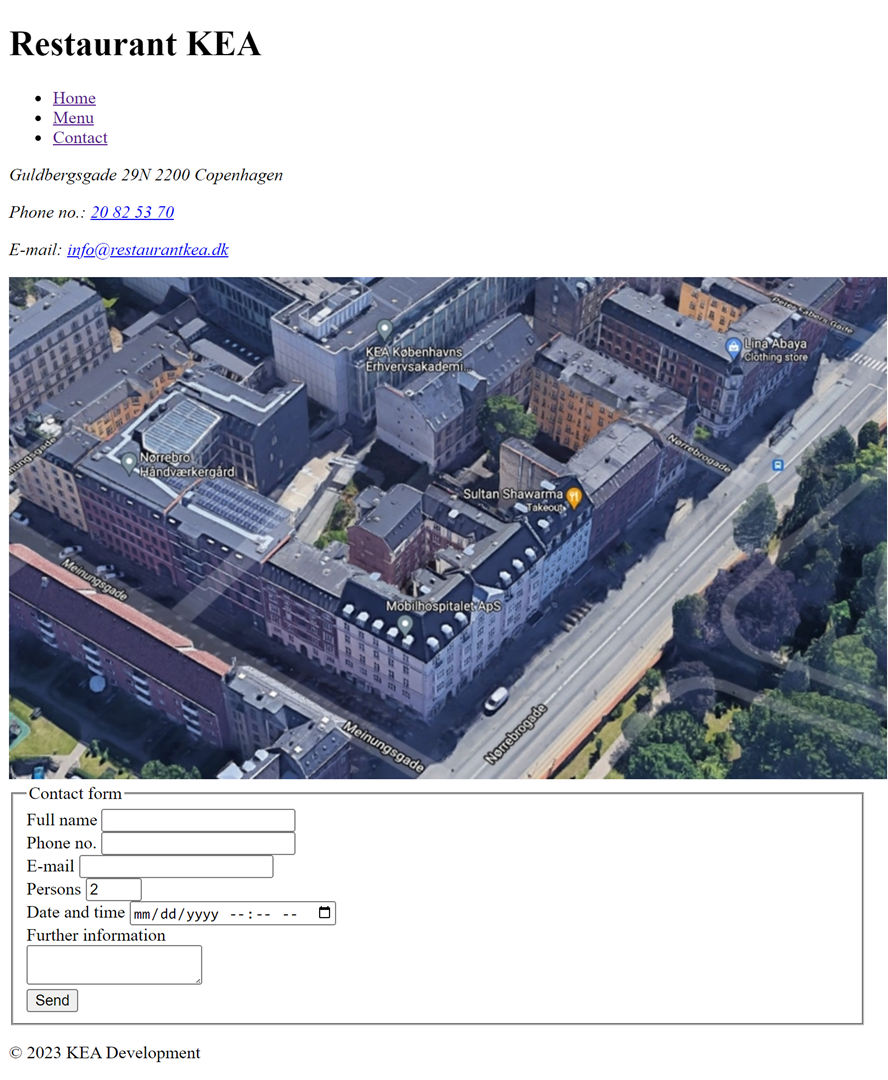 Restaurant KEA
Home
Menu
Contact
Guldbergsgade 29N 2200 Copenhagen
Phone no.: 20 82 53 70
E-mail: info@restaurantkea.dk
Peter Fabers Gade
Lina Abaya
Clothing store
KEA Københavns
Erhvervsakademi...
Nørrebrogade
Nørrebro
Håndværkergård
Sultan Shawarma
Takeout
Meinungsgade
Mobilhospitalet ApS
Nørrebrogade
Meinungsgade
Contact form
Full name
Phone no.
E-mail
Persons 2
Date and time mm/dd/yyyy --:-- --
Further information
Send
© 2023 KEA Development